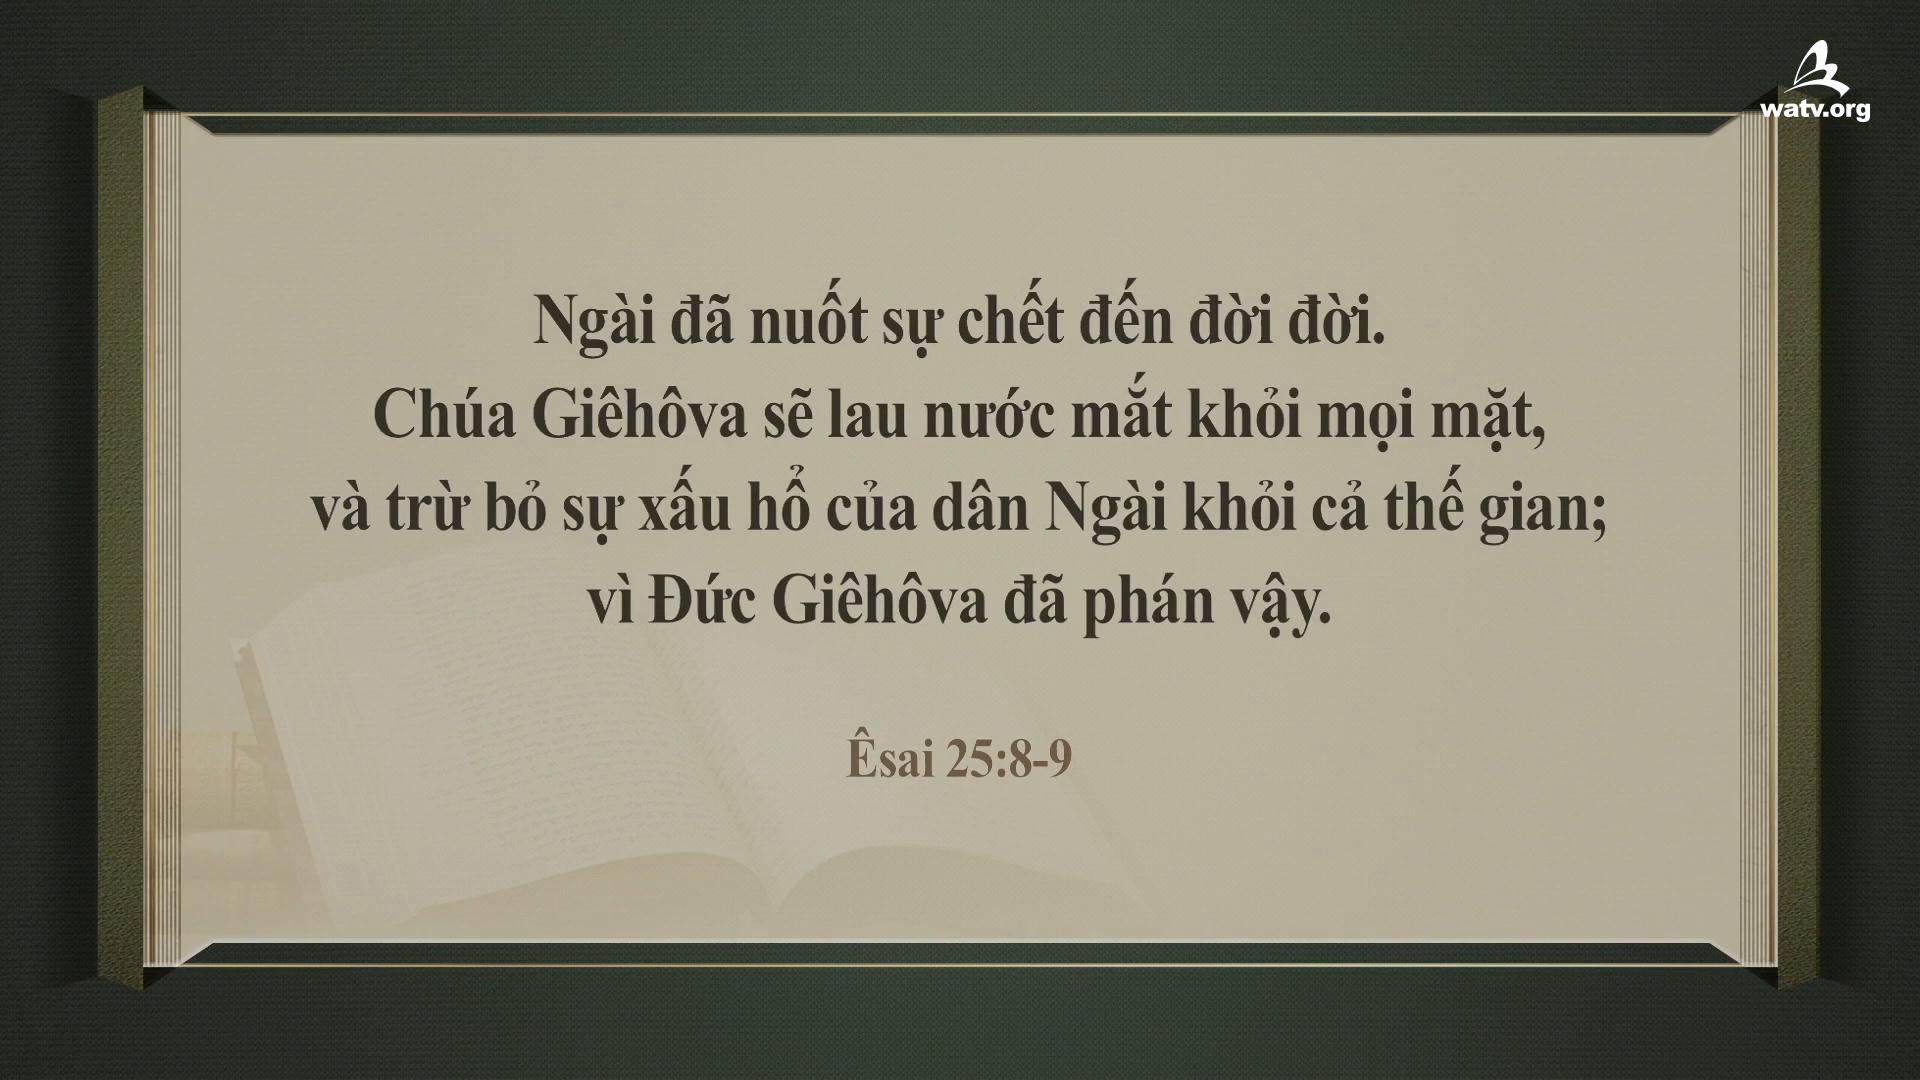 watv.org
Ngài đã nuốt sự chết đến đời đời.
Chúa Giêhôva sẽ lau nước mắt khỏi mọi mặt,
và trừ bỏ sự xấu hổ của dân Ngài khỏi cả thế gian;
vì Đức Giêhôva đã phán vậy.
Êsai 25:8-9